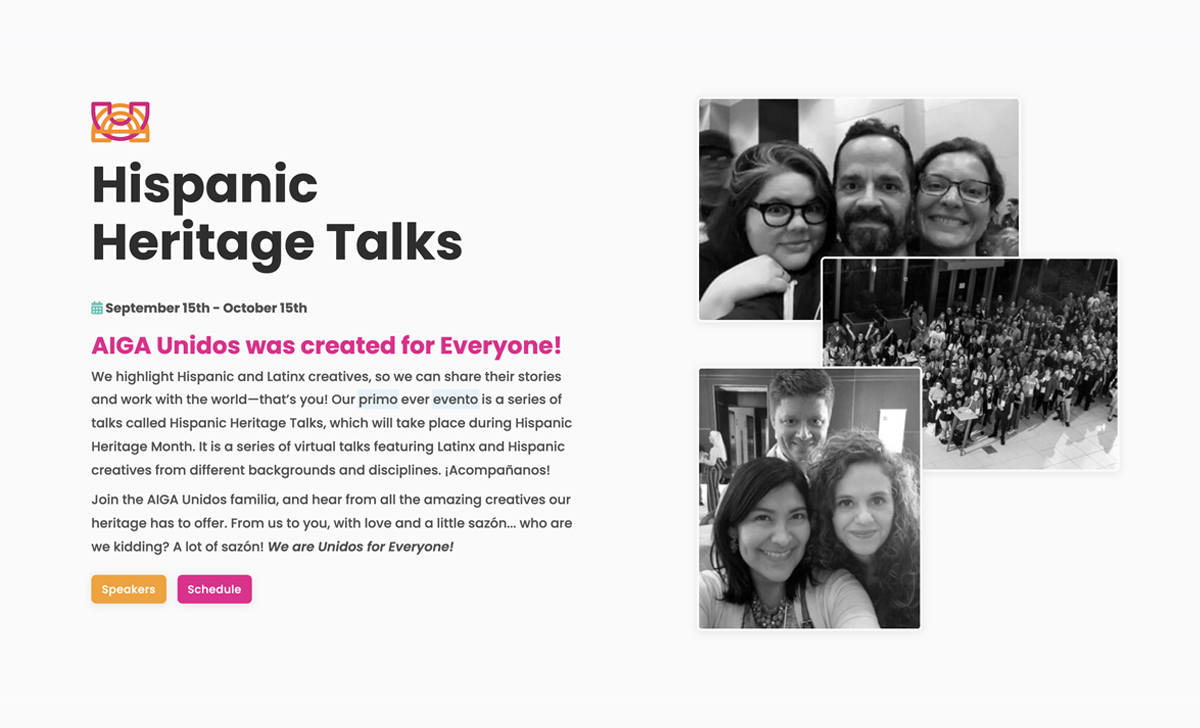 Hispanic
Heritage Talks
September 15th - October 15th
AIGA Unidos was created for Everyone!
We highlight Hispanic and Latinx creatives, so we can share their stories
and work with the world—that's you! Our primo ever evento is a series of
talks called Hispanic Heritage Talks, which will take place during Hispanic
Heritage Month. It is a series of virtual talks featuring Latinx and Hispanic
creatives from different backgrounds and disciplines. ¡Acompañanos!
Join the AIGA Unidos familia, and hear from all the amazing creatives our
heritage has to offer. From us to you, with love and a little sazón... who are
we kidding? A lot of sazón! We are Unidos for Everyone!
Speakers
Schedule